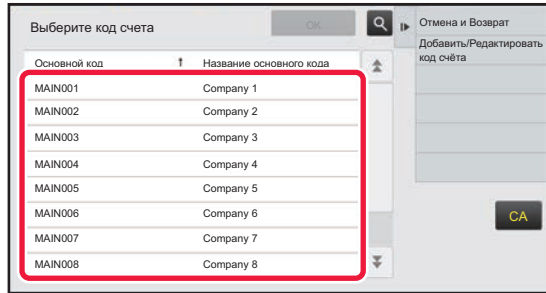 Выберите код счета
OK
Отмена и Возврат
Добавить/Редактировать
код счёта
Основной код ↑ Название основного кода
MAIN001 Company 1
MAIN002 Company 2
MAIN003 Company 3
MAIN004 Company 4
MAIN005 Company 5
MAIN006 Company 6
MAIN007 Company 7
MAIN008 Company 8
CA